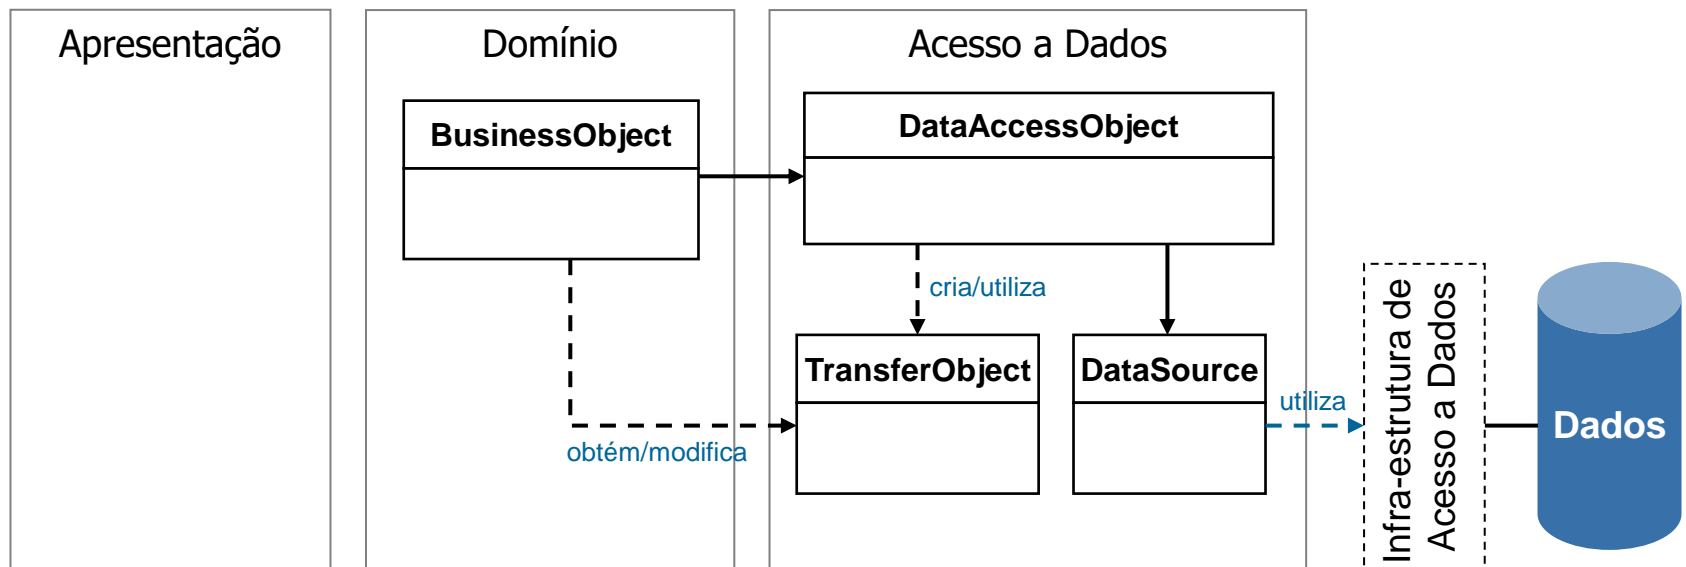 Apresentação
Domínio
Acesso a Dados
BusinessObject
DataAccessObject
cria/utiliza
TransferObject
DataSource
obtém/modifica
utiliza
Infra-estrutura de
Acesso a Dados
Dados